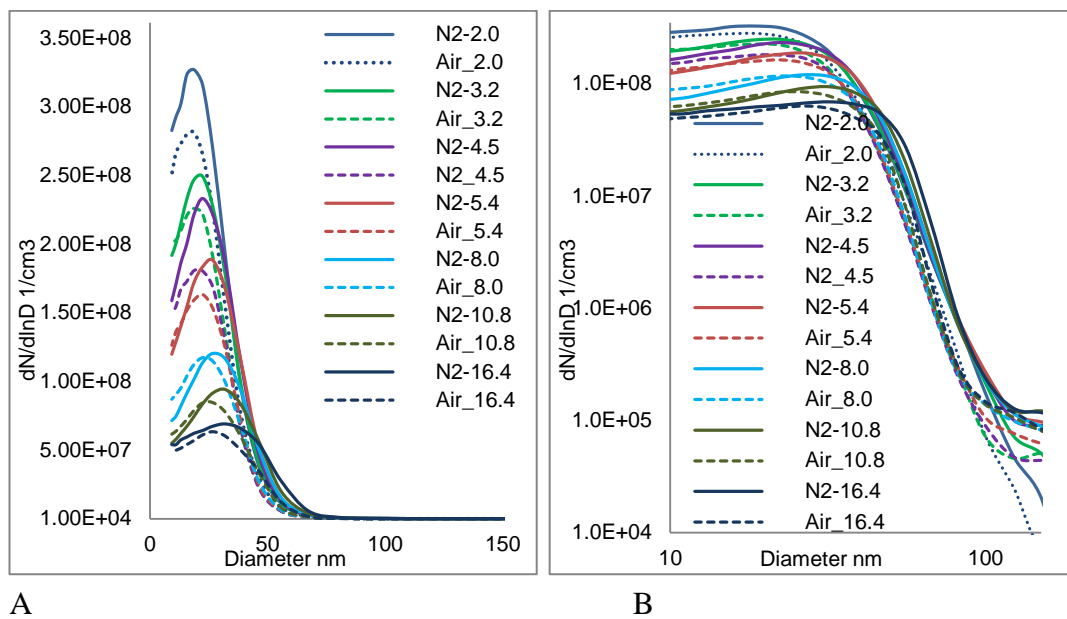 3.50E+08
3.00E+08
2.50E+08
2.00E+08
1.50E+08
1.00E+08
5.00E+07
1.00E+04
dN/dlnD 1/cm3
0
50
100
150
Diameter nm
N2-2.0
Air_2.0
N2-3.2
Air_3.2
N2-4.5
N2_4.5
N2-5.4
Air_5.4
N2-8.0
Air_8.0
N2-10.8
Air_10.8
N2-16.4
Air_16.4
A
1.0E+08
1.0E+07
1.0E+06
1.0E+05
1.0E+04
dN/dlnD 1/cm3
10
100
Diameter nm
N2-2.0
Air_2.0
N2-3.2
Air_3.2
N2-4.5
N2_4.5
N2-5.4
Air_5.4
N2-8.0
Air_8.0
N2-10.8
Air_10.8
N2-16.4
Air_16.4
B